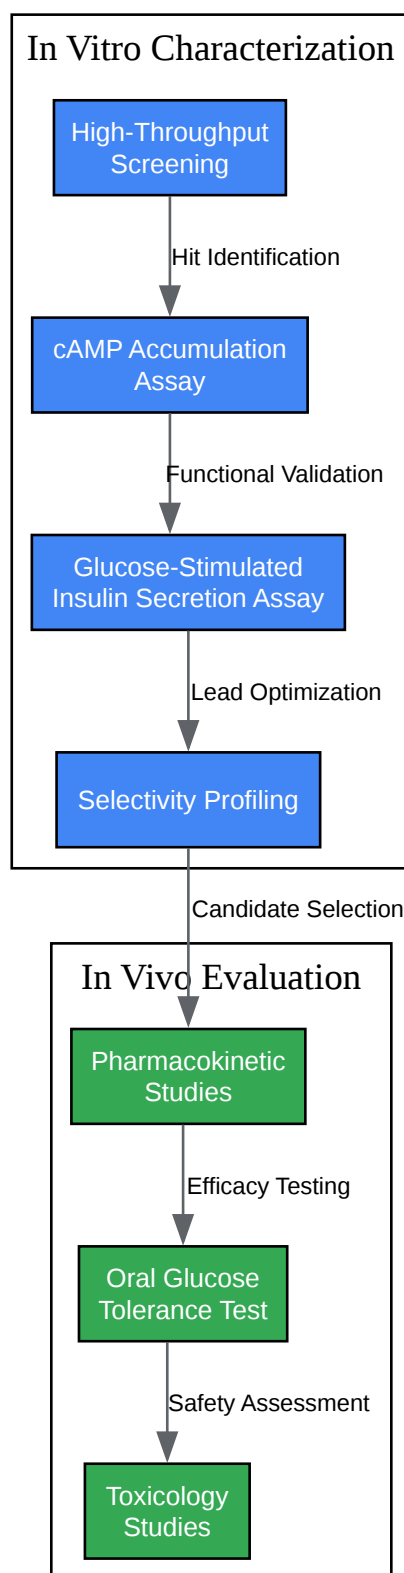 In Vitro Characterization
High-Throughput
Screening
Hit Identification
cAMP Accumulation
Assay
Functional Validation
Glucose-Stimulated
Insulin Secretion Assay
Lead Optimization
Selectivity Profiling
Candidate Selection
In Vivo Evaluation
Pharmacokinetic
Studies
Efficacy Testing
Oral Glucose
Tolerance Test
Safety Assessment
Toxicology
Studies